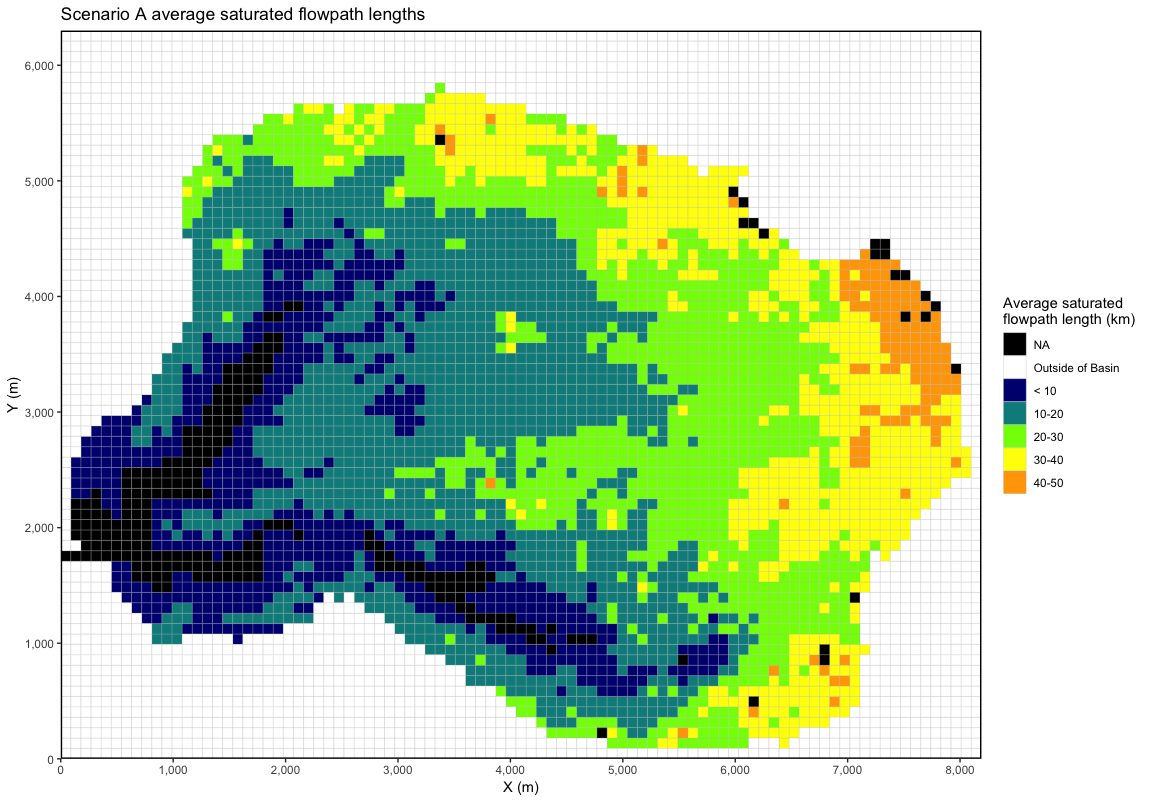 Scenario A average saturated flowpath lengths
6,000
5,000
4,000
3,000
2,000
1,000
0
Y (m)
0 1,000 2,000 3,000 4,000 5,000 6,000 7,000 8,000
X (m)
Average saturated
flowpath length (km)
NA
Outside of Basin
< 10
10-20
20-30
30-40
40-50